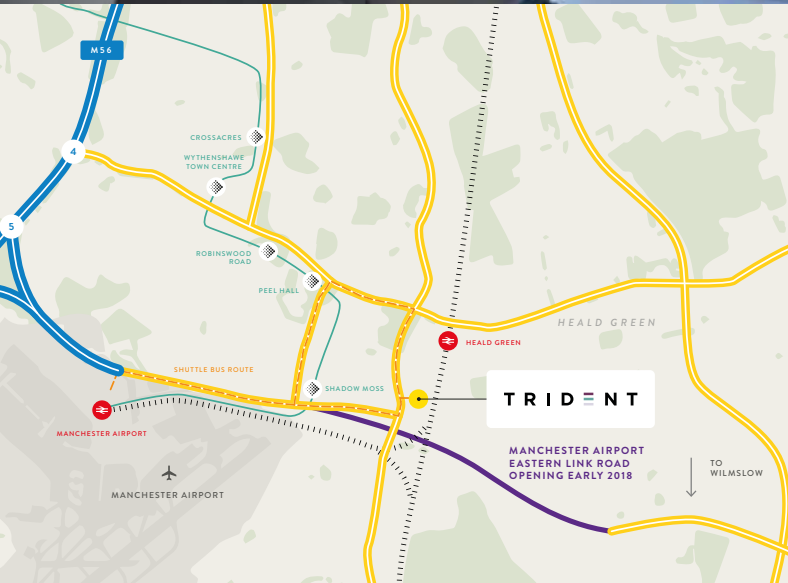 M56
CROSSACRES
4
WYTHENSHAWE
TOWN CENTRE
5
ROBINSWOOD
ROAD
PEEL HALL
HEALD GREEN
HEALD GREEN
SHUTTLE BUS ROUTE
SHADOW MOSS
TRIDENT
MANCHESTER AIRPORT
MANCHESTER AIRPORT
EASTERN LINK ROAD
OPENING EARLY 2018
TO
WILMSLOW
MANCHESTER AIRPORT